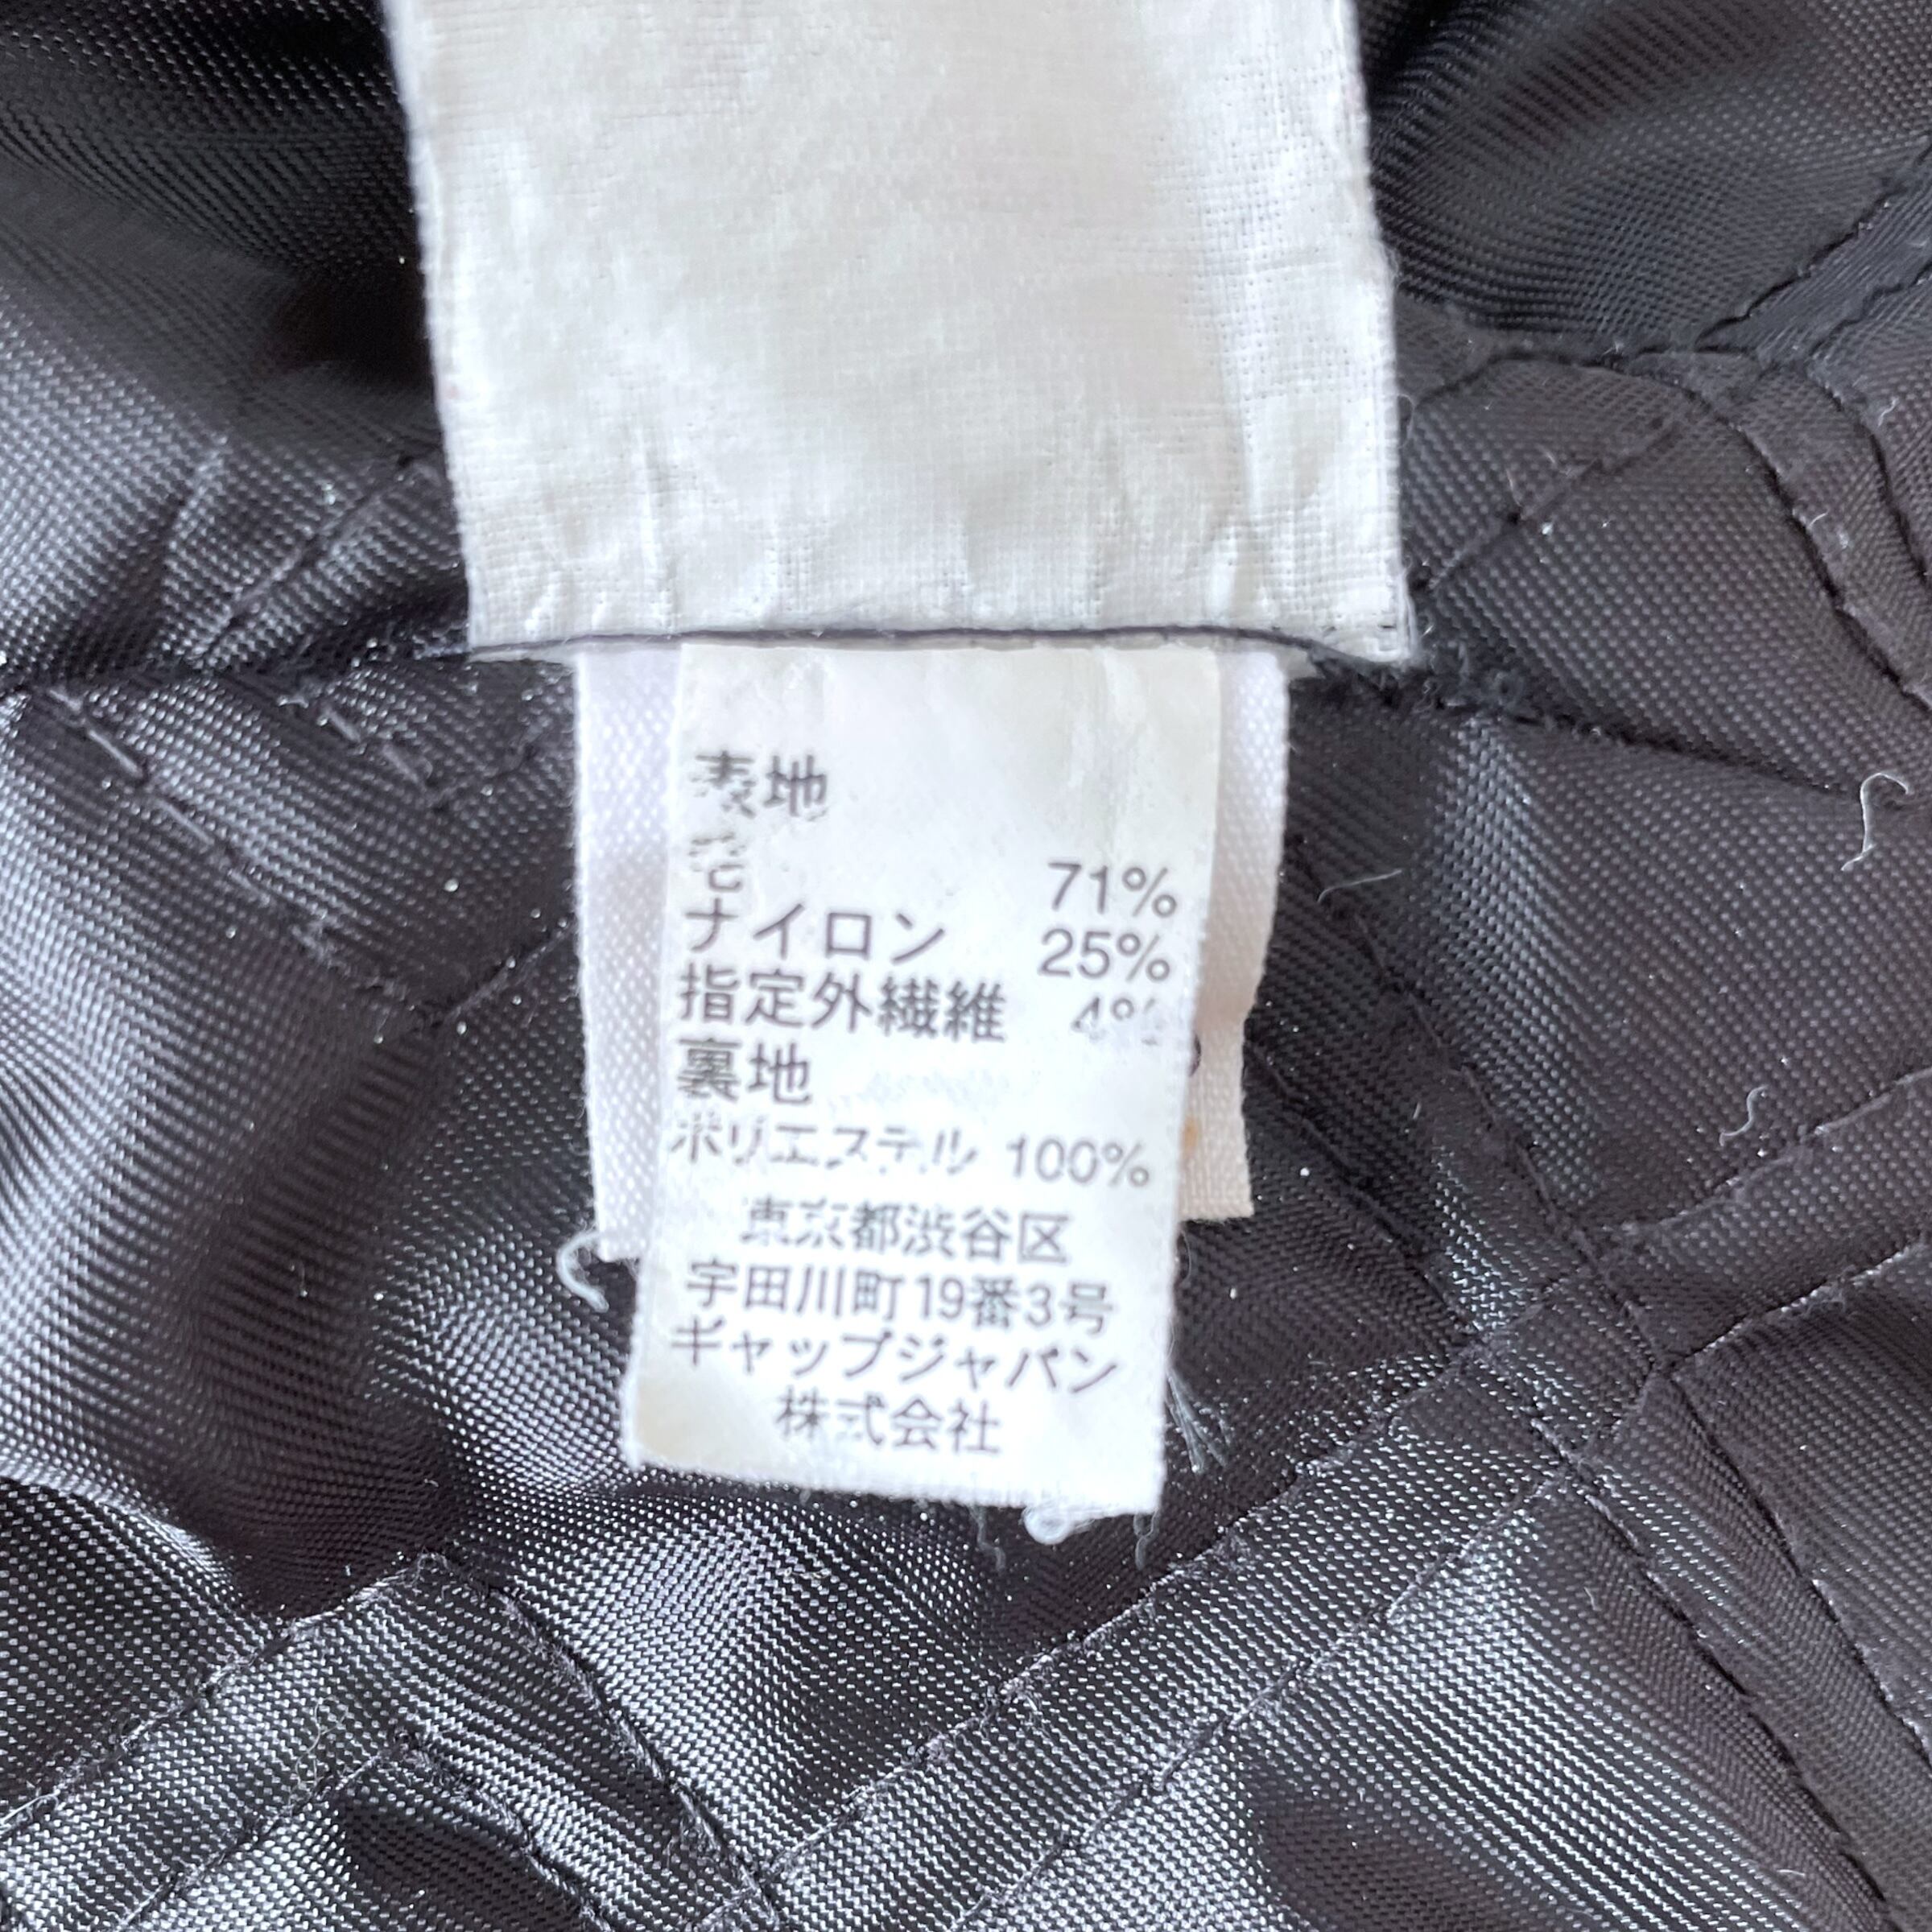 表地
毛 71%
ナイロン 25%
指定外繊維 4%
裏地
ポリエステル 100%
東京都渋谷区
宇田川町19番3号
ギャップジャパン
株式会社